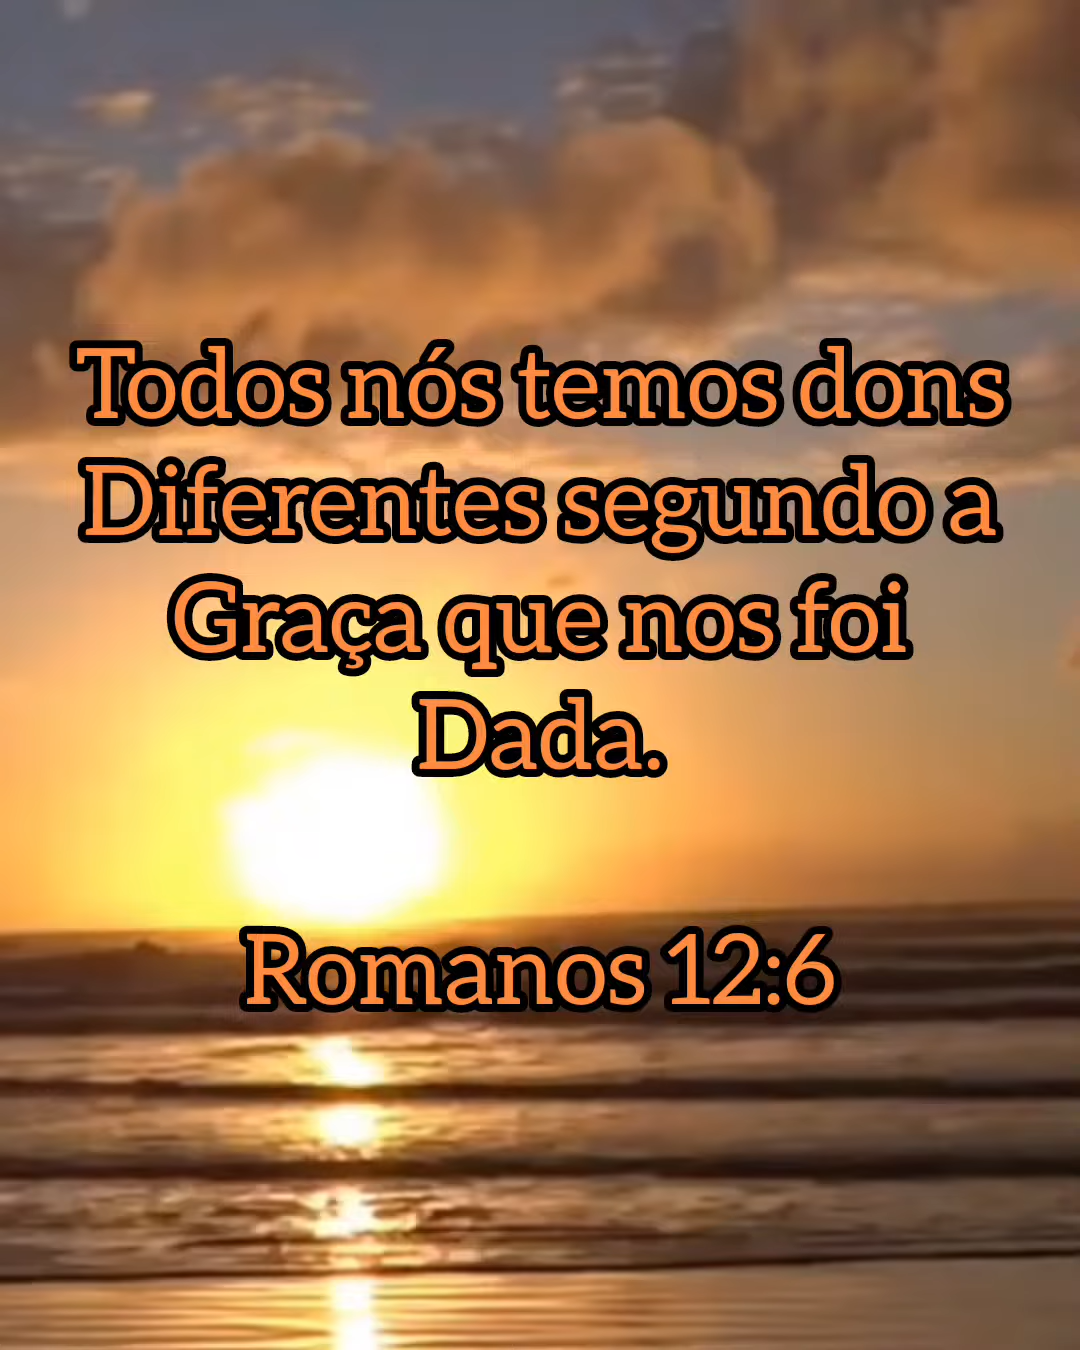 Todos nós temos dons
Diferentes segundo a
Graça que nos foi
Dada.
Romanos 12:6